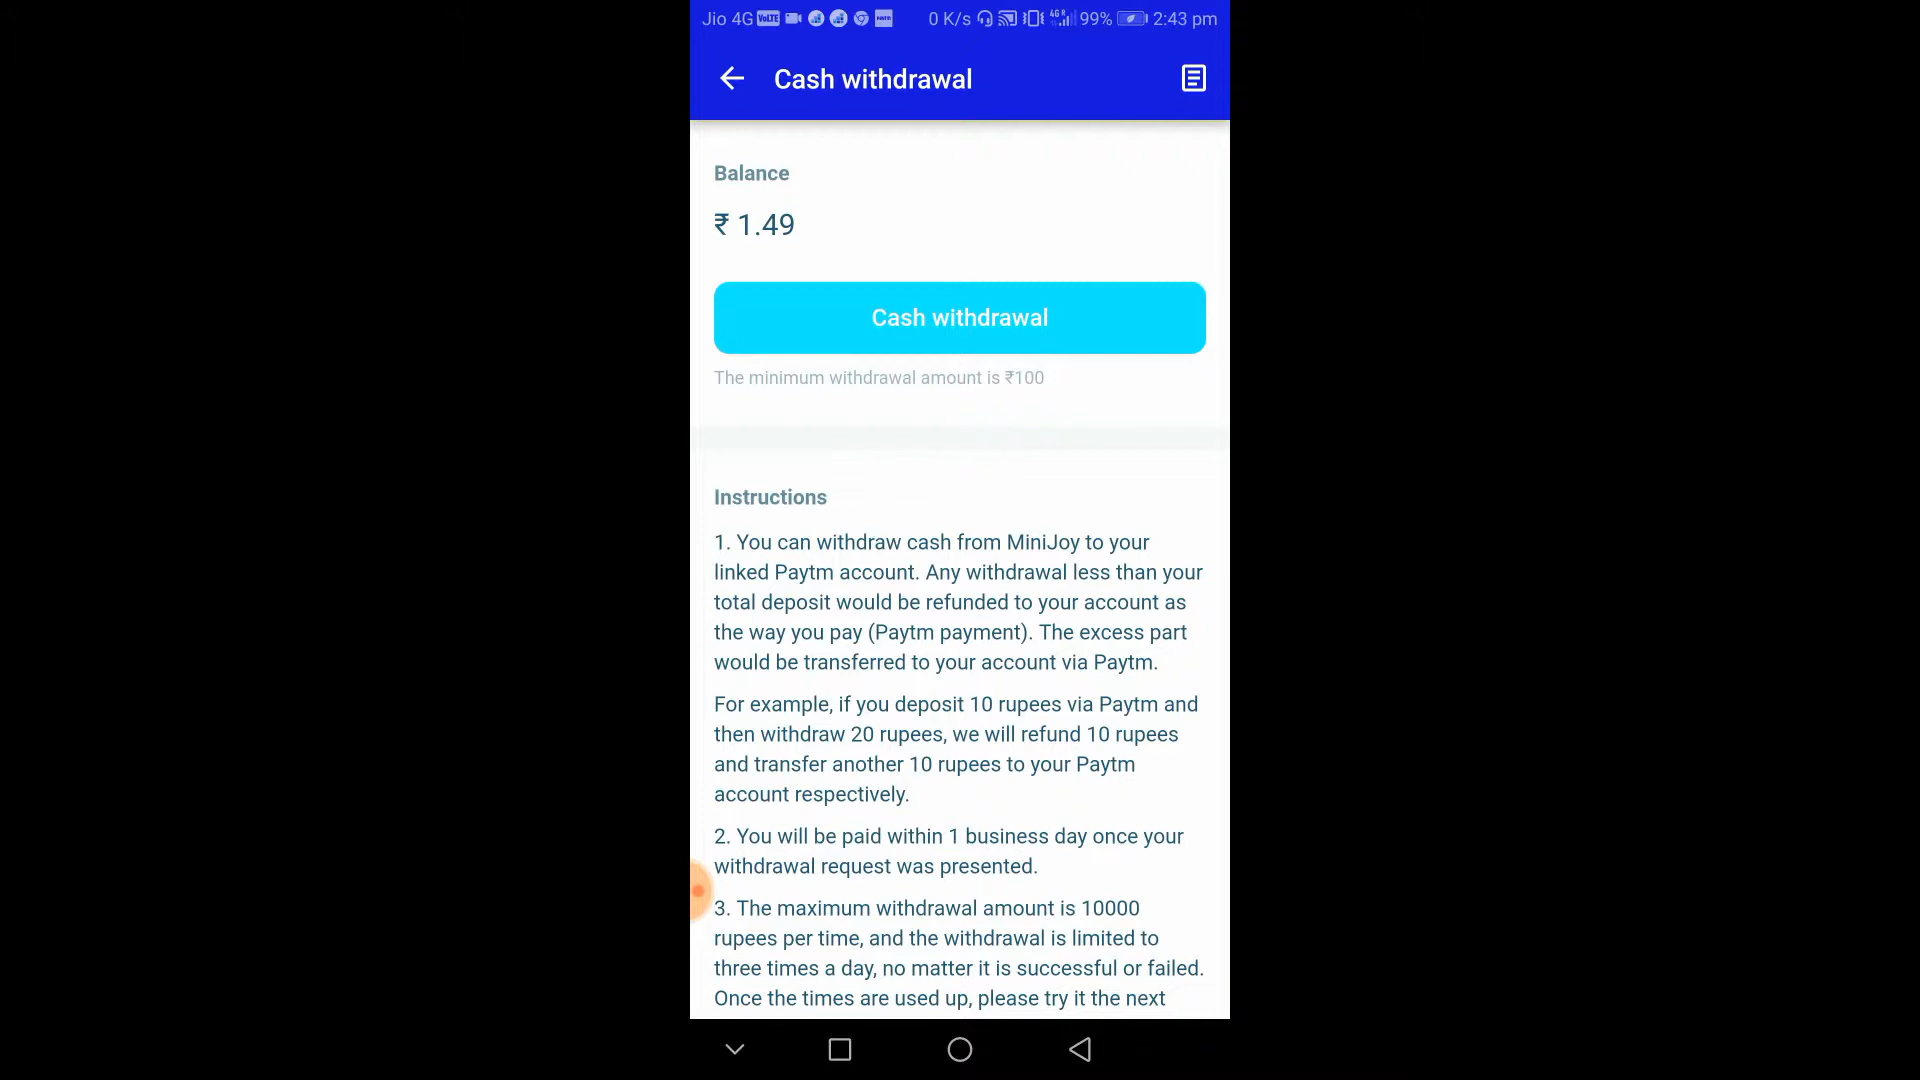 Jio 4G VoLTE 0 K/s 4G R 99% 2:43 pm
Cash withdrawal
Balance
₹ 1.49
Cash withdrawal
The minimum withdrawal amount is ₹100
Instructions
1. You can withdraw cash from MiniJoy to your
linked Paytm account. Any withdrawal less than your
total deposit would be refunded to your account as
the way you pay (Paytm payment). The excess part
would be transferred to your account via Paytm.
For example, if you deposit 10 rupees via Paytm and
then withdraw 20 rupees, we will refund 10 rupees
and transfer another 10 rupees to your Paytm
account respectively.
2. You will be paid within 1 business day once your
withdrawal request was presented.
3. The maximum withdrawal amount is 10000
rupees per time, and the withdrawal is limited to
three times a day, no matter it is successful or failed.
Once the times are used up, please try it the next